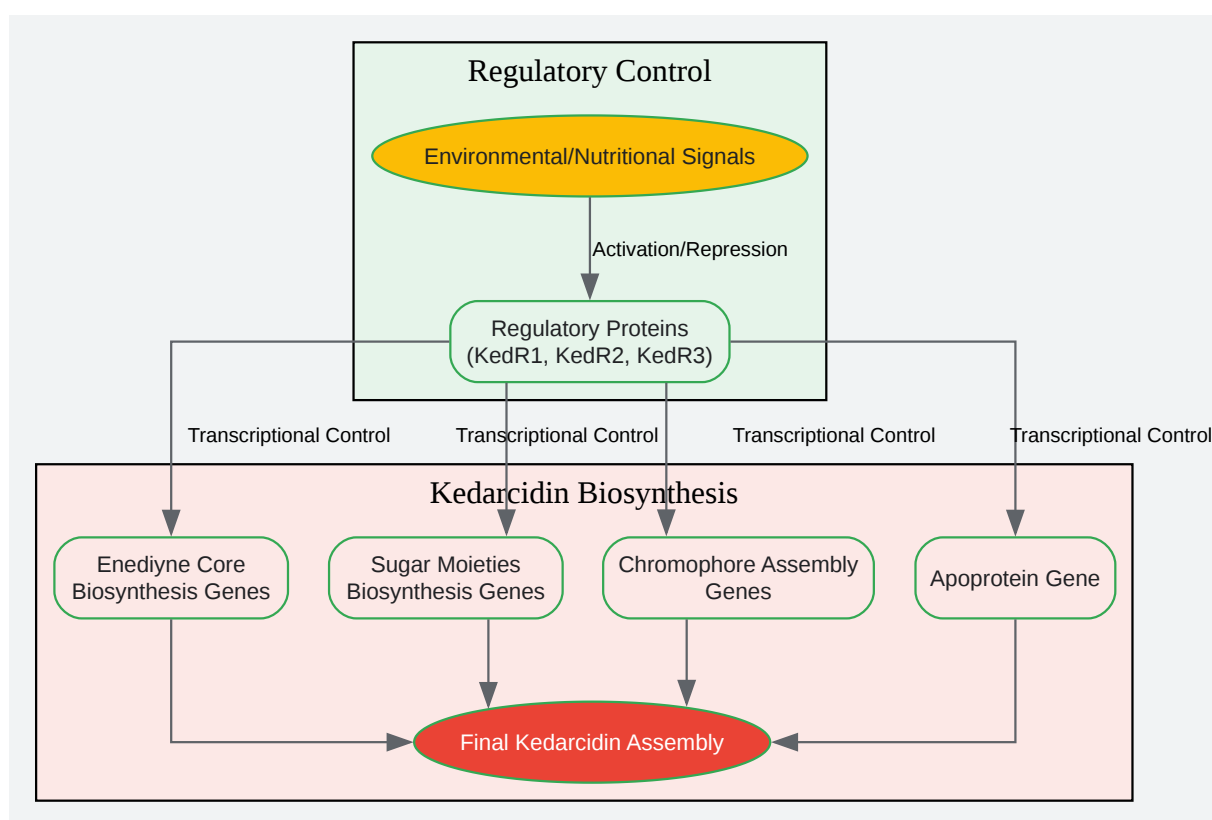 Regulatory Control
Environmental/Nutritional Signals
Activation/Repression
Regulatory Proteins
(KedR1, KedR2, KedR3)
Transcriptional Control
Transcriptional Control
Transcriptional Control
Transcriptional Control
Kedarcidin Biosynthesis
Enediyne Core
Biosynthesis Genes
Sugar Moieties
Biosynthesis Genes
Chromophore Assembly
Genes
Apoprotein Gene
Final Kedarcidin Assembly